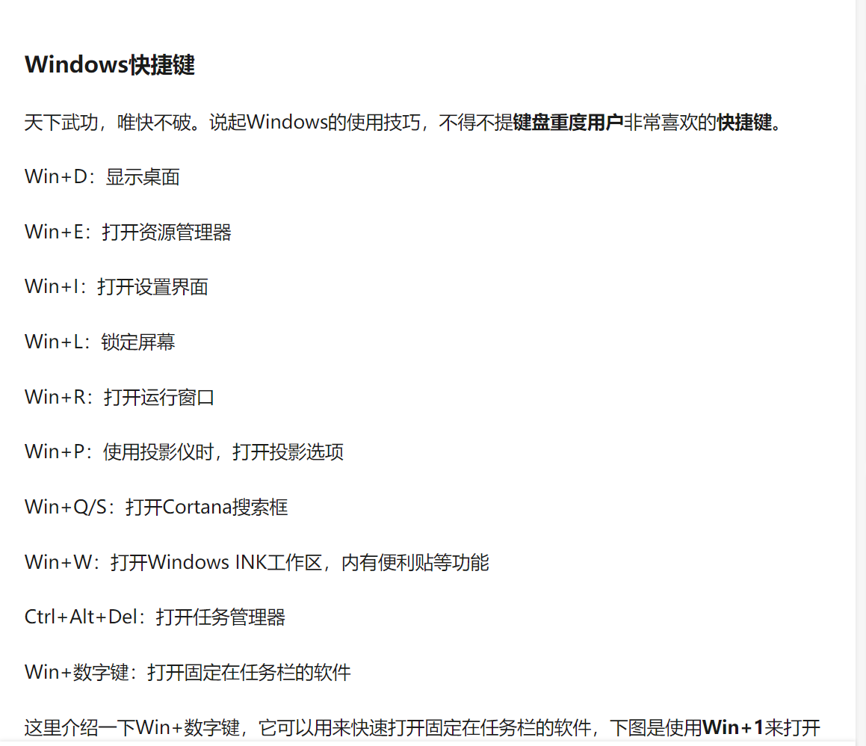 Windows快捷键
天下武功，唯快不破。说起Windows的使用技巧，不得不提键盘重度用户非常喜欢的快捷键。
Win+D：显示桌面
Win+E：打开资源管理器
Win+I：打开设置界面
Win+L：锁定屏幕
Win+R：打开运行窗口
Win+P：使用投影仪时，打开投影选项
Win+Q/S：打开Cortana搜索框
Win+W：打开Windows INK工作区，内有便利贴等功能
Ctrl+Alt+Del：打开任务管理器
Win+数字键：打开固定在任务栏的软件
这里介绍一下Win+数字键，它可以用来快速打开固定在任务栏的软件，下图是使用Win+1来打开